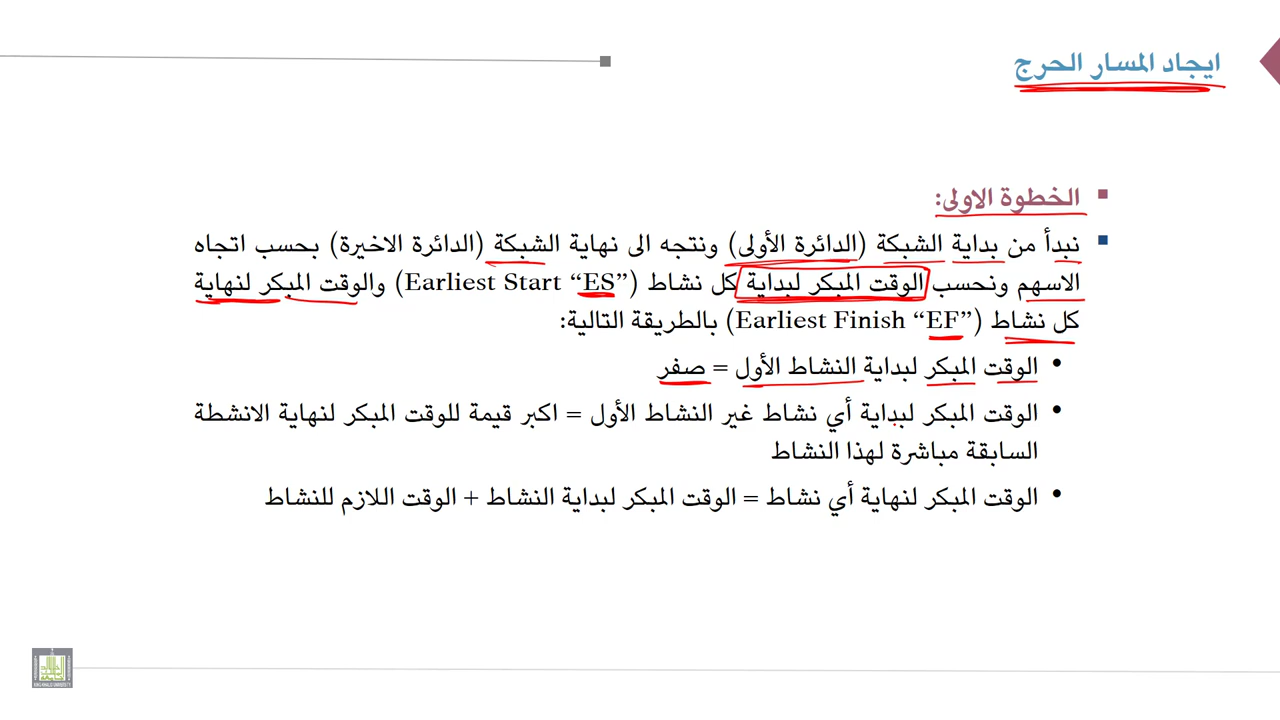 ايجاد المسار الحرج
الخطوة الاولى:
نبدأ من بداية الشبكة (الدائرة الأولى) ونتجه الى نهاية الشبكة (الدائرة الاخيرة) بحسب اتجاه
الاسهم ونحسب الوقت المبكر لبداية كل نشاط (Earliest Start “ES”) والوقت المبكر لنهاية
كل نشاط (Earliest Finish “EF”) بالطريقة التالية:
• الوقت المبكر لبداية النشاط الأول = صفر
• الوقت المبكر لبداية أي نشاط غير النشاط الأول = اكبر قيمة للوقت المبكر لنهاية الانشطة
السابقة مباشرة لهذا النشاط
• الوقت المبكر لنهاية أي نشاط = الوقت المبكر لبداية النشاط + الوقت اللازم للنشاط